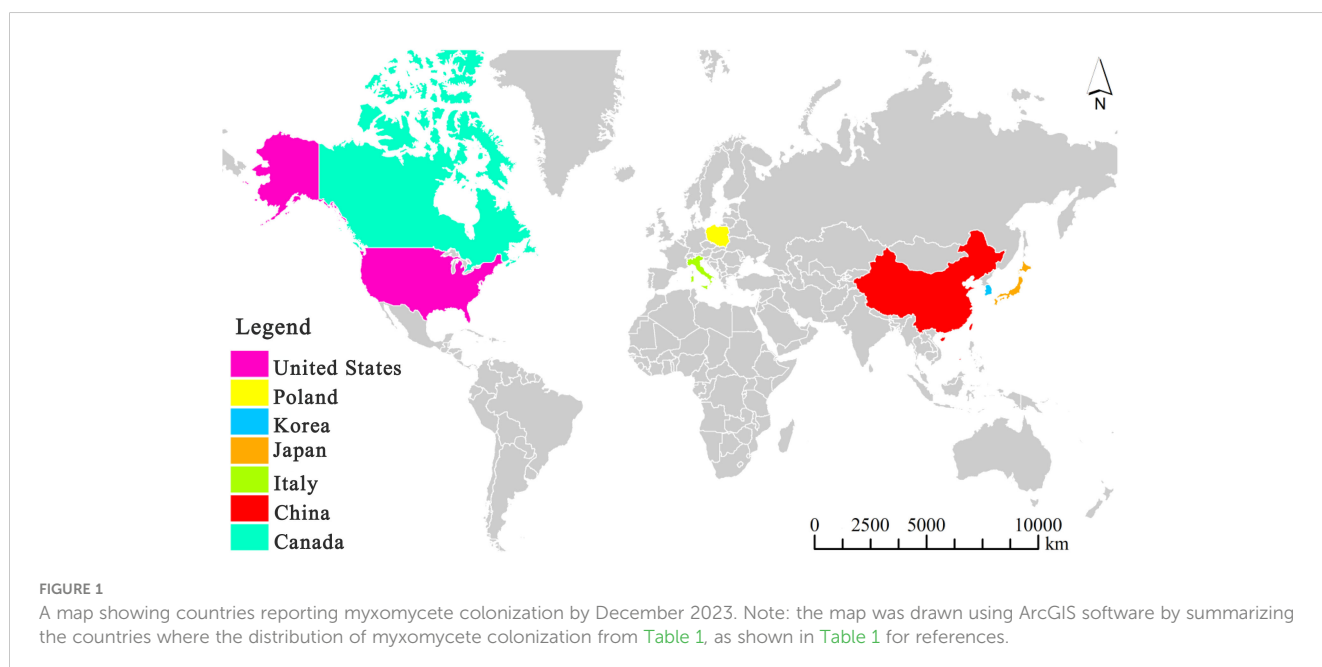 N
Legend
United States
Poland
Korea
Japan
Italy
China
Canada
0 2500 5000 10000
km
FIGURE 1
A map showing countries reporting myxomycete colonization by December 2023. Note: the map was drawn using ArcGIS software by summarizing
the countries where the distribution of myxomycete colonization from Table 1, as shown in Table 1 for references.